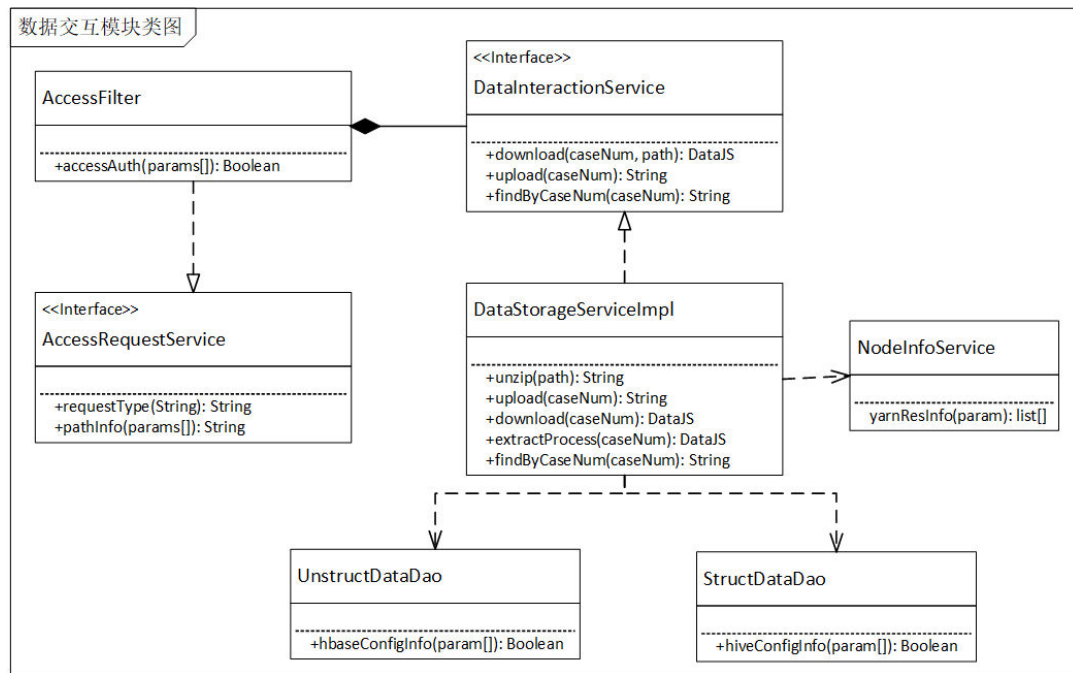 数据交互模块类图
AccessFilter
+accessAuth(params[]): Boolean
<<Interface>>
DataInteractionService
+download(caseNum, path): DataJS
+upload(caseNum): String
+findByCaseNum(caseNum): String
<<Interface>>
AccessRequestService
+requestType(String): String
+pathInfo(params[]): String
DataStorageServiceImpl
+unzip(path): String
+upload(caseNum): String
+download(caseNum): DataJS
+extractProcess(caseNum): DataJS
+findByCaseNum(caseNum): String
NodeInfoService
yarnResInfo(param): list[]
UnstructDataDao
+hbaseConfigInfo(param[]): Boolean
StructDataDao
+hiveConfigInfo(param[]): Boolean